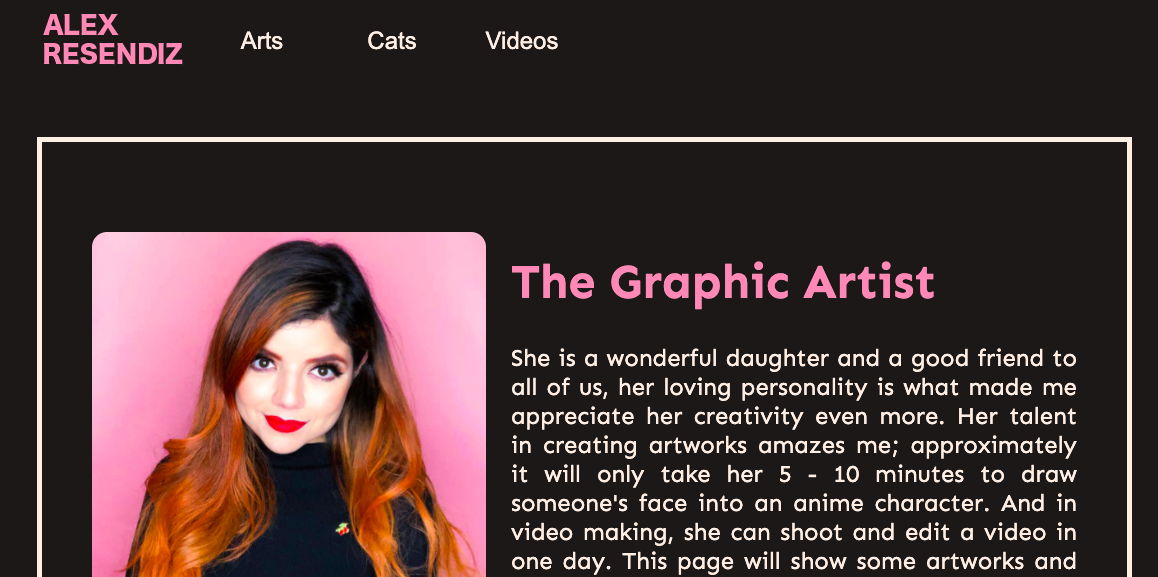 ALEX
RESENDIZ
Arts Cats Videos
The Graphic Artist
She is a wonderful daughter and a good friend to
all of us, her loving personality is what made me
appreciate her creativity even more. Her talent
in creating artworks amazes me; approximately
it will only take her 5 - 10 minutes to draw
someone's face into an anime character. And in
video making, she can shoot and edit a video in
one day. This page will show some artworks and